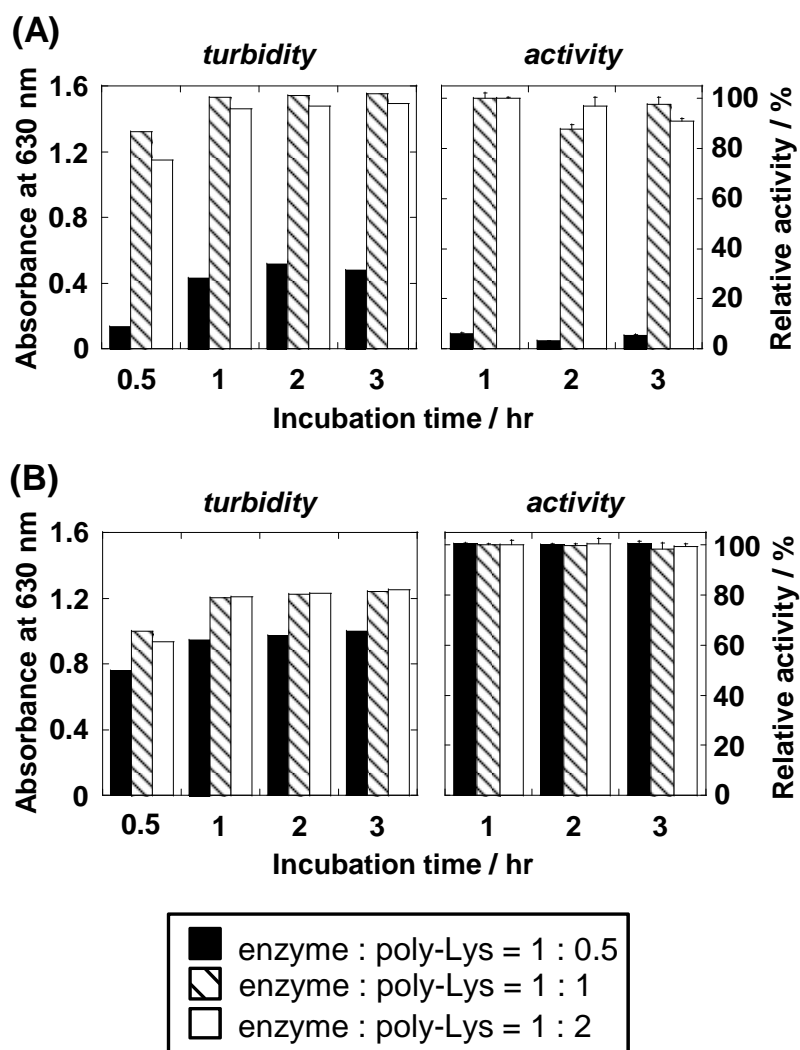 (A)
turbidity
activity
Absorbance at 630 nm
1.6
1.2
0.8
0.4
0
100
80
60
40
20
0
Relative activity / %
0.5 1 2 3
1 2 3
Incubation time / hr
(B)
turbidity
activity
Absorbance at 630 nm
1.6
1.2
0.8
0.4
0
100
80
60
40
20
0
Relative activity / %
0.5 1 2 3
1 2 3
Incubation time / hr
enzyme : poly-Lys = 1 : 0.5
enzyme : poly-Lys = 1 : 1
enzyme : poly-Lys = 1 : 2